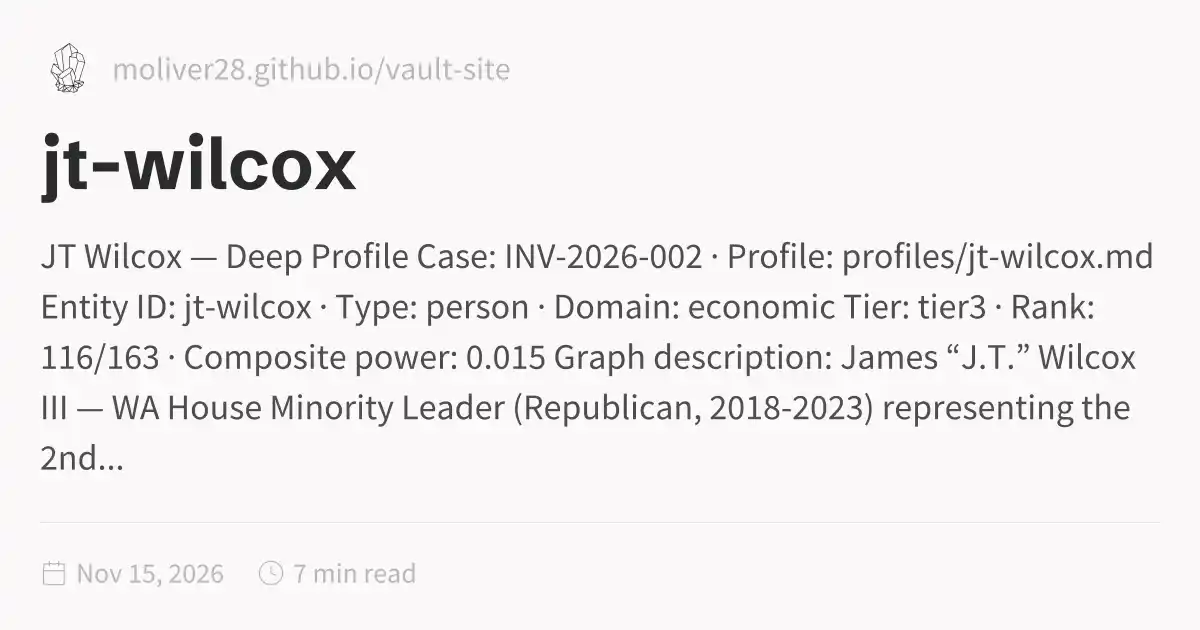 moliver28.github.io/vault-site
jt-wilcox
JT Wilcox — Deep Profile Case: INV-2026-002 · Profile: profiles/jt-wilcox.md
Entity ID: jt-wilcox · Type: person · Domain: economic Tier: tier3 · Rank:
116/163 · Composite power: 0.015 Graph description: James “J.T.” Wilcox
III — WA House Minority Leader (Republican, 2018-2023) representing the
2nd...
Nov 15, 2026 7 min read